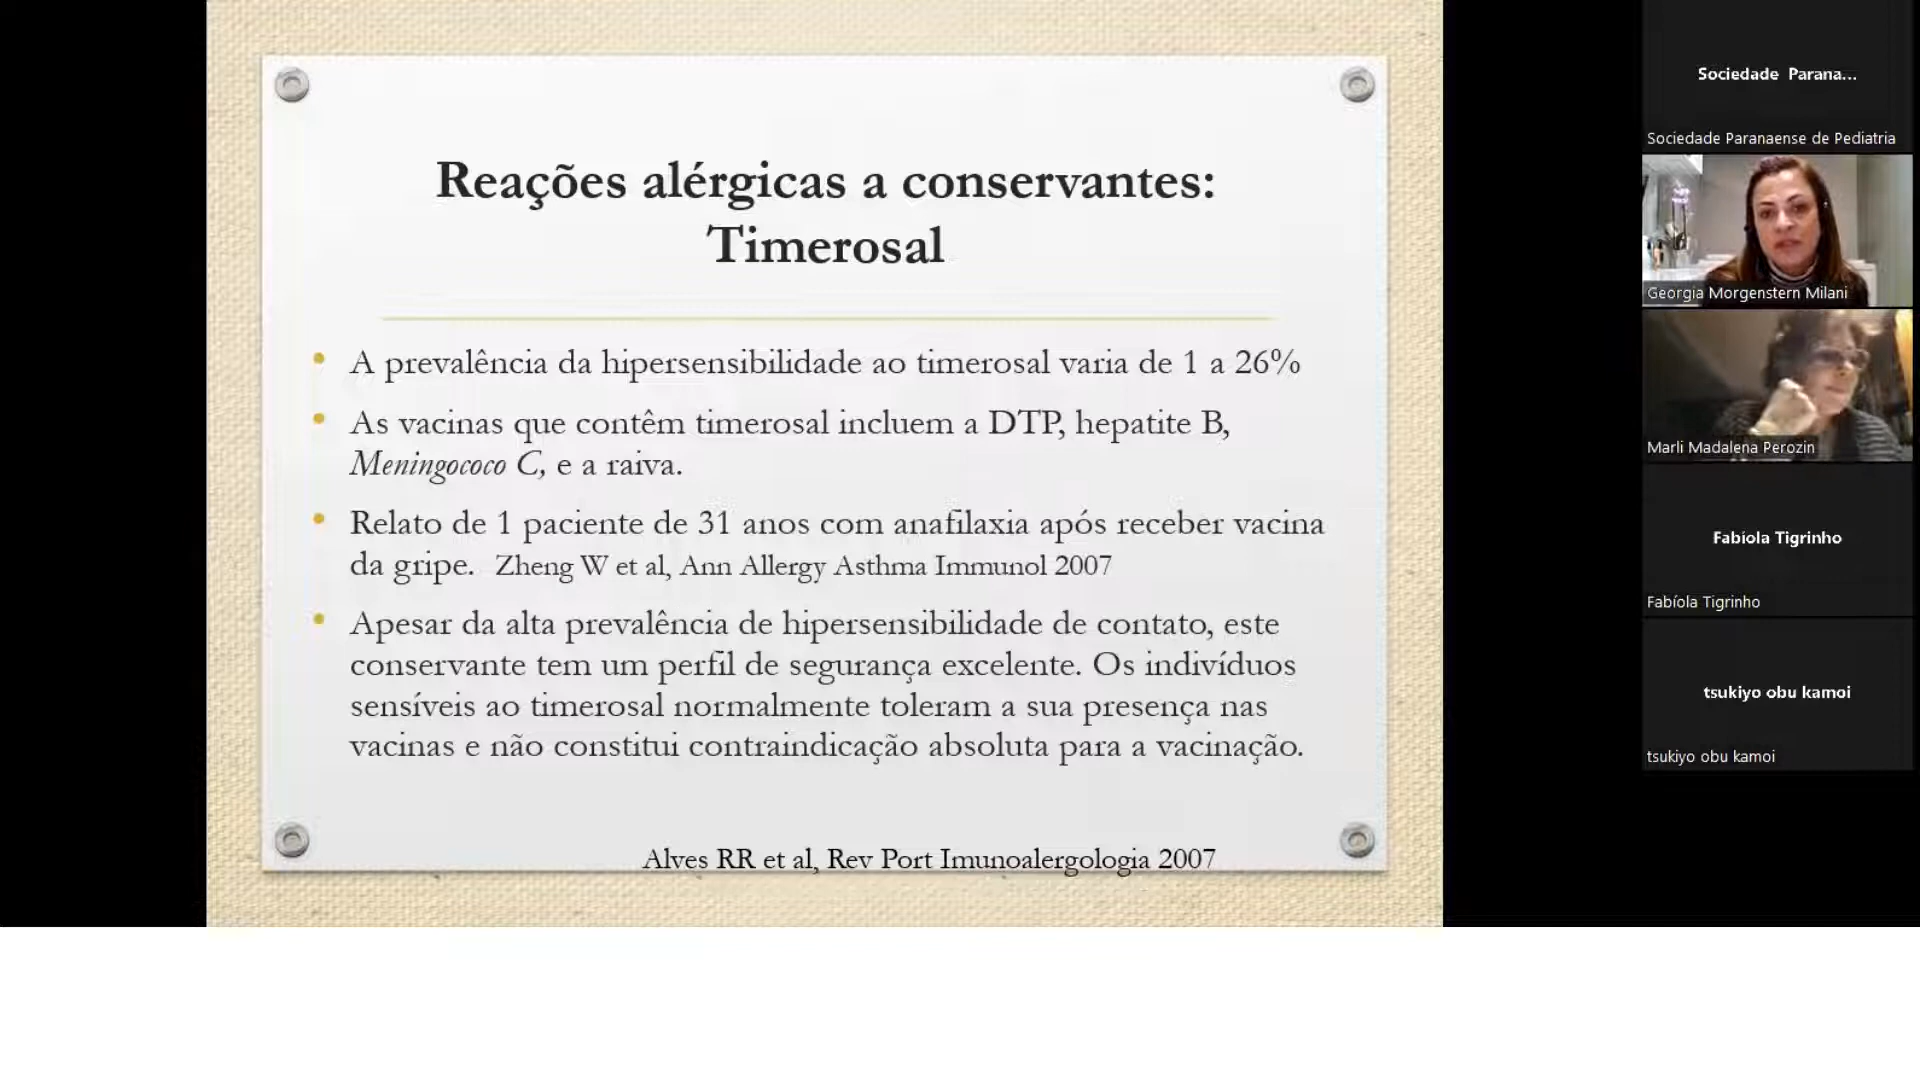 Reações alérgicas a conservantes:
Timerosal
• A prevalência da hipersensibilidade ao timerosal varia de 1 a 26%
• As vacinas que contêm timerosal incluem a DTP, hepatite B,
Meningococo C, e a raiva.
• Relato de 1 paciente de 31 anos com anafilaxia após receber vacina
da gripe. Zheng W et al, Ann Allergy Asthma Immunol 2007
• Apesar da alta prevalência de hipersensibilidade de contato, este
conservante tem um perfil de segurança excelente. Os indivíduos
sensíveis ao timerosal normalmente toleram a sua presença nas
vacinas e não constitui contraindicação absoluta para a vacinação.
Alves RR et al, Rev Port Imunoalergologia 2007
Sociedade Parana...
Sociedade Paranaense de Pediatria
Georgia Morgenstern Milani
Marli Madalena Perozin
Fabíola Tigrinho
Fabíola Tigrinho
tsukiyo obu kamoi
tsukiyo obu kamoi